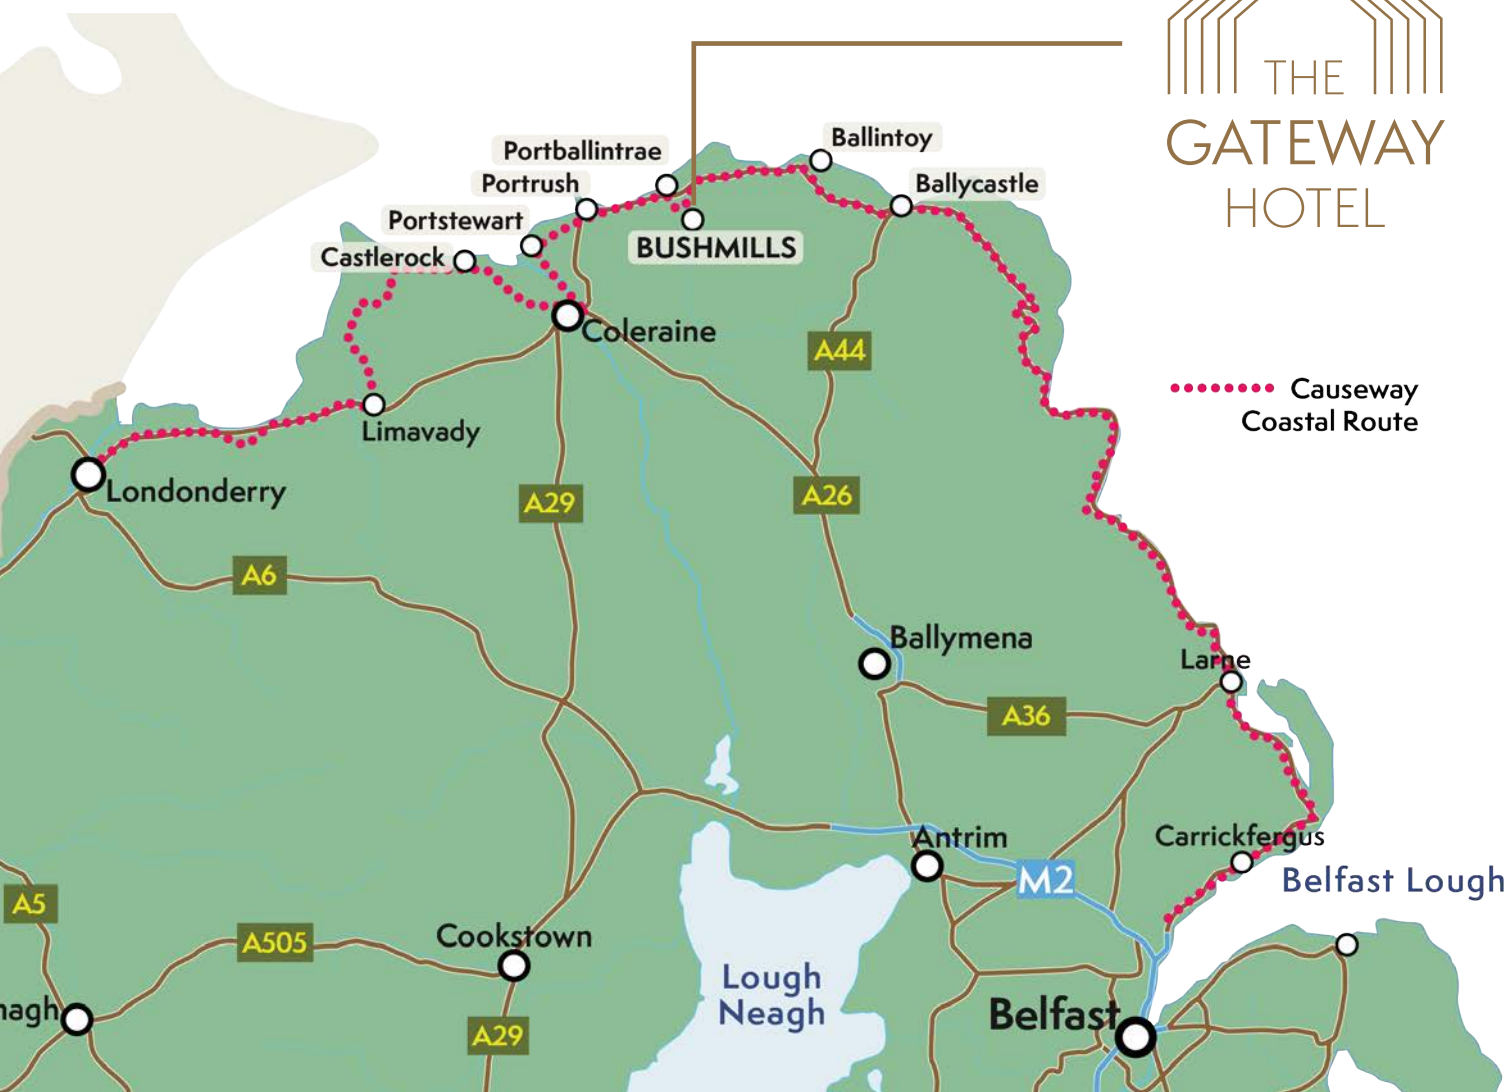 THE
GATEWAY
HOTEL
Ballintoy
Portballintrae
Portrush
Ballycastle
Portstewart
BUSHMILLS
Castlerock
Coleraine
A44
Causeway
Coastal Route
Limavady
Londonderry
A29
A26
A6
Ballymena
Larne
A36
Antrim
Carrickfergus
M2
Belfast Lough
A5
A505
Cookstown
Lough
Neagh
nagh
Belfast
A29